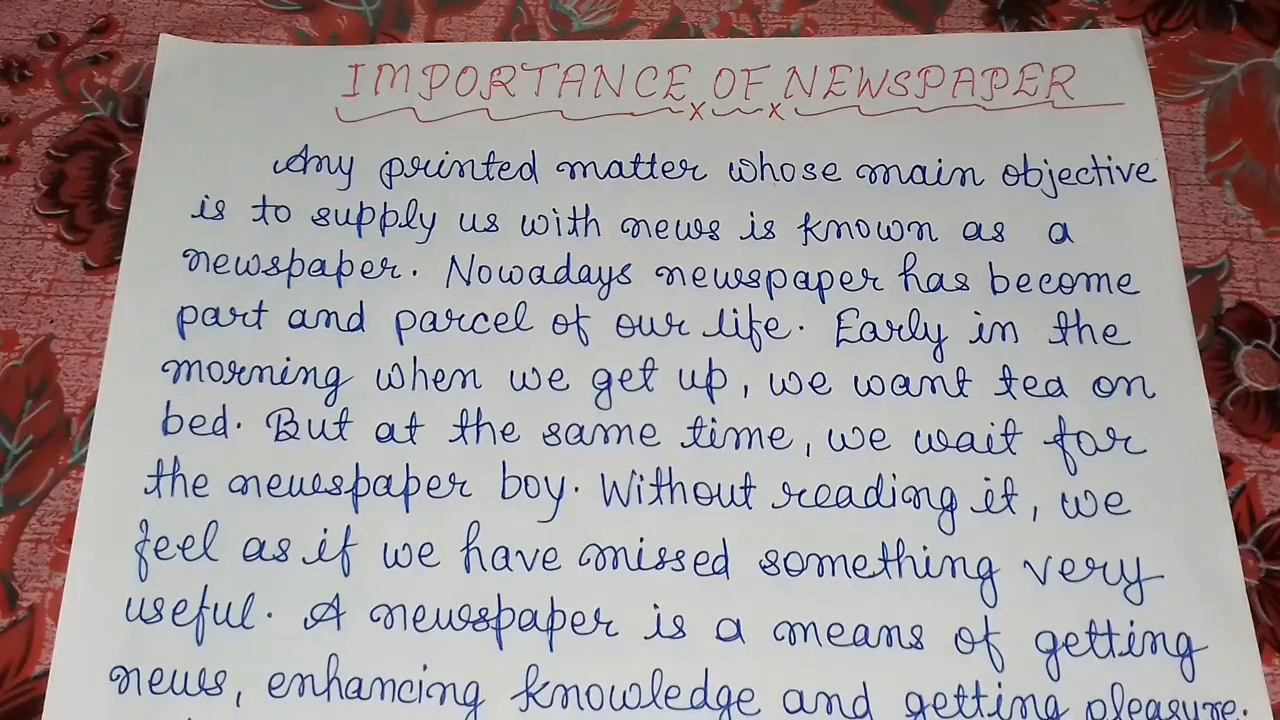 IMPORTANCE OF NEWSPAPER
Any printed matter whose main objective
is to supply us with news is known as a
newspaper. Nowadays newspaper has become
part and parcel of our life. Early in the
morning when we get up, we want tea on
bed. But at the same time, we wait for
the newspaper boy. Without reading it, we
feel as if we have missed something very
useful. A newspaper is a means of getting
news, enhancing knowledge and getting pleasure.